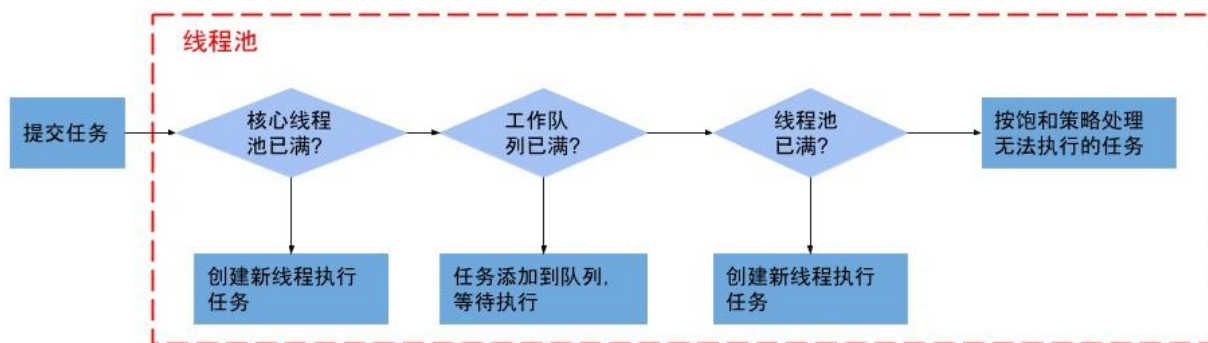 线程池
提交任务
核心线程
池已满?
工作队
列已满?
线程池
已满?
按饱和策略处理
无法执行的任务
创建新线程执行
任务
任务添加到队列,
等待执行
创建新线程执行
任务